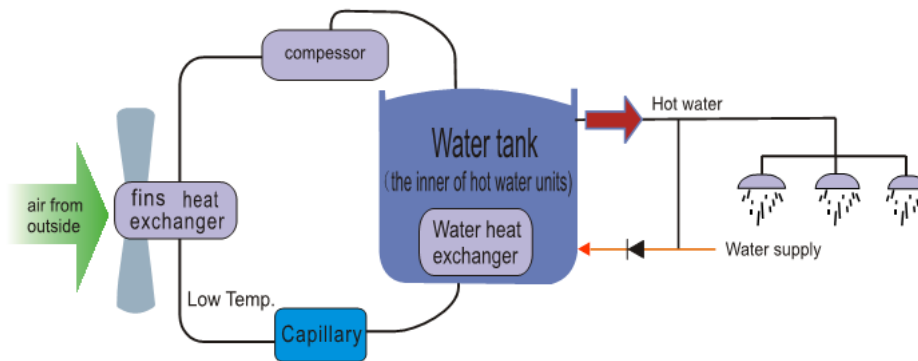 compessor
Hot water
Water tank
(the inner of hot water units)
air from
outside
fins heat
exchanger
Water heat
exchanger
Water supply
Low Temp.
Capillary